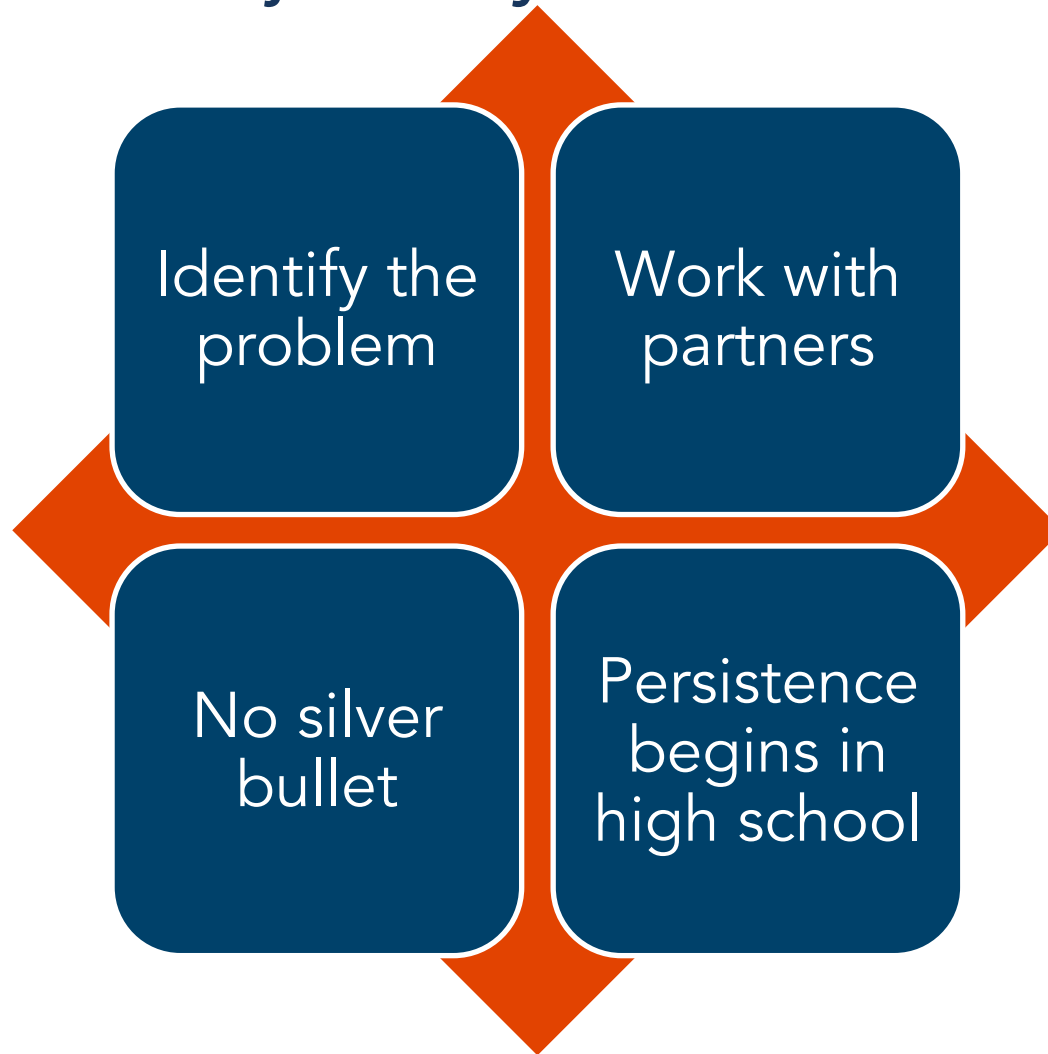 Identify the
problem
Work with
partners
No silver
bullet
Persistence
begins in
high school